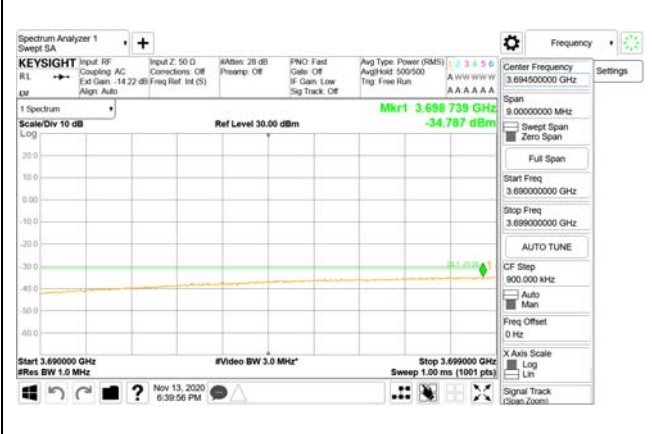 Spectrum Analyzer 1
Swept SA
Frequency
KEYSIGHT
RL
Input: RF
Coupling: AC
Ext Gain: -14.22 dB
Align: Auto
Input Z: 50 Ω
Corrections: Off
Freq Ref: Int (S)
#Atten: 28 dB
Preamp: Off
PNO: Fast
Gate: Off
IF Gain: Low
Sig Track: Off
Avg Type: Power (RMS)
Avg|Hold: 500/500
Trig: Free Run
1 2 3 4 5 6
A W W W W W
A A A A A A
1 Spectrum
Scale/Div 10 dB
Log
Ref Level 30.00 dBm
Mkr1 3.698 739 GHz
-34.787 dBm
20.0
10.0
0.00
-10.0
-20.0
-30.0
-40.0
-50.0
-60.0
1
Start 3.690000 GHz
#Res BW 1.0 MHz
#Video BW 3.0 MHz*
Stop 3.699000 GHz
Sweep 1.00 ms (1001 pts)
Nov 13, 2020
6:39:56 PM
Center Frequency
3.694500000 GHz
Settings
Span
9.00000000 MHz
Swept Span
Zero Span
Full Span
Start Freq
3.690000000 GHz
Stop Freq
3.699000000 GHz
AUTO TUNE
CF Step
900.000 kHz
Auto
Man
Freq Offset
0 Hz
X Axis Scale
Log
Lin
Signal Track
(Span Zoom)